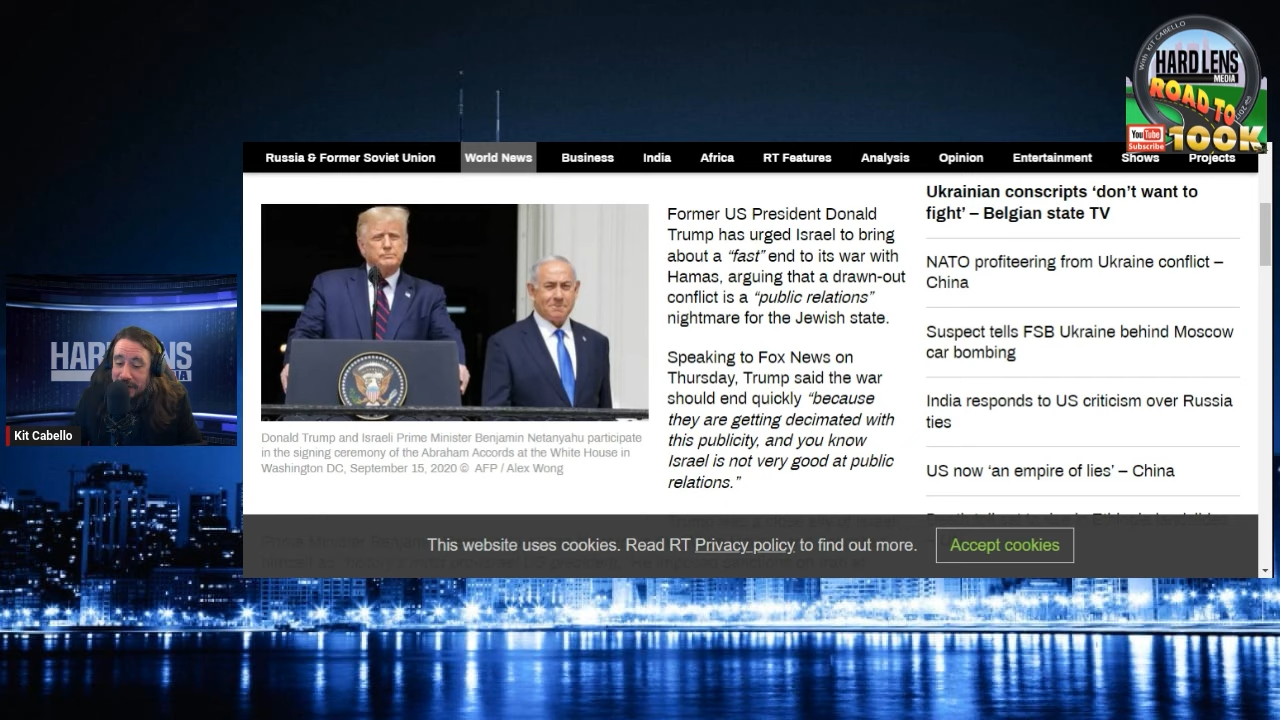 With KIT CABELLO
HARD LENS
MEDIA
ROAD TO
100K
YouTube
Subscribe
Russia & Former Soviet Union World News Business India Africa RT Features Analysis Opinion Entertainment Shows Projects
Donald Trump and Israeli Prime Minister Benjamin Netanyahu participate
in the signing ceremony of the Abraham Accords at the White House in
Washington DC, September 15, 2020 © AFP / Alex Wong
Former US President Donald
Trump has urged Israel to bring
about a “fast” end to its war with
Hamas, arguing that a drawn-out
conflict is a “public relations”
nightmare for the Jewish state.
Speaking to Fox News on
Thursday, Trump said the war
should end quickly “because
they are getting decimated with
this publicity, and you know
Israel is not very good at public
relations.”
Ukrainian conscripts ‘don’t want to
fight’ – Belgian state TV
NATO profiteering from Ukraine conflict –
China
Suspect tells FSB Ukraine behind Moscow
car bombing
India responds to US criticism over Russia
ties
US now ‘an empire of lies’ – China
Kit Cabello
This website uses cookies. Read RT Privacy policy to find out more. Accept cookies